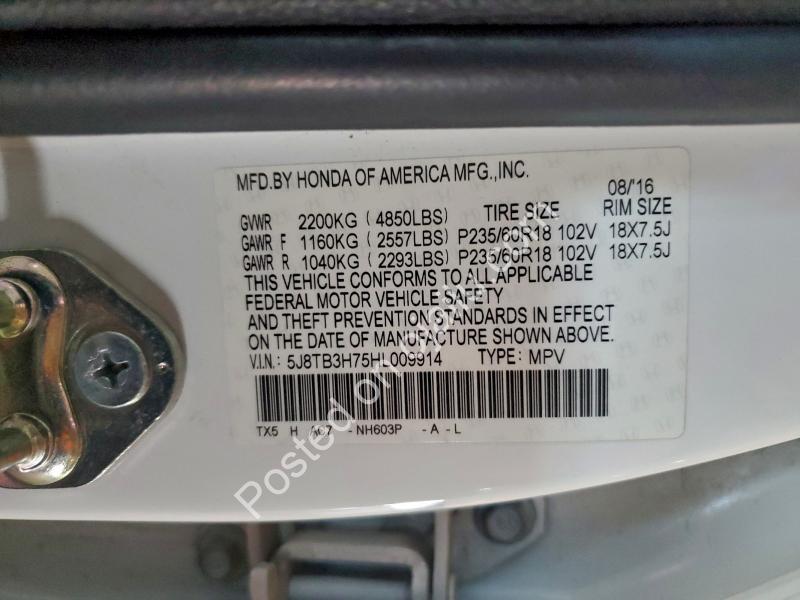 MFD.BY HONDA OF AMERICA MFG.,INC. 08/'16
GVWR 2200KG (4850LBS) TIRE SIZE RIM SIZE
GAWR F 1160KG (2557LBS) P235/60R18 102V 18X7.5J
GAWR R 1040KG (2293LBS) P235/60R18 102V 18X7.5J
THIS VEHICLE CONFORMS TO ALL APPLICABLE
FEDERAL MOTOR VEHICLE SAFETY
AND THEFT PREVENTION STANDARDS IN EFFECT
ON THE DATE OF MANUFACTURE SHOWN ABOVE.
V.I.N.: 5J8TB3H75HL009914 TYPE: MPV
TX5 H AC7 - NH603P - A - L
Posted on